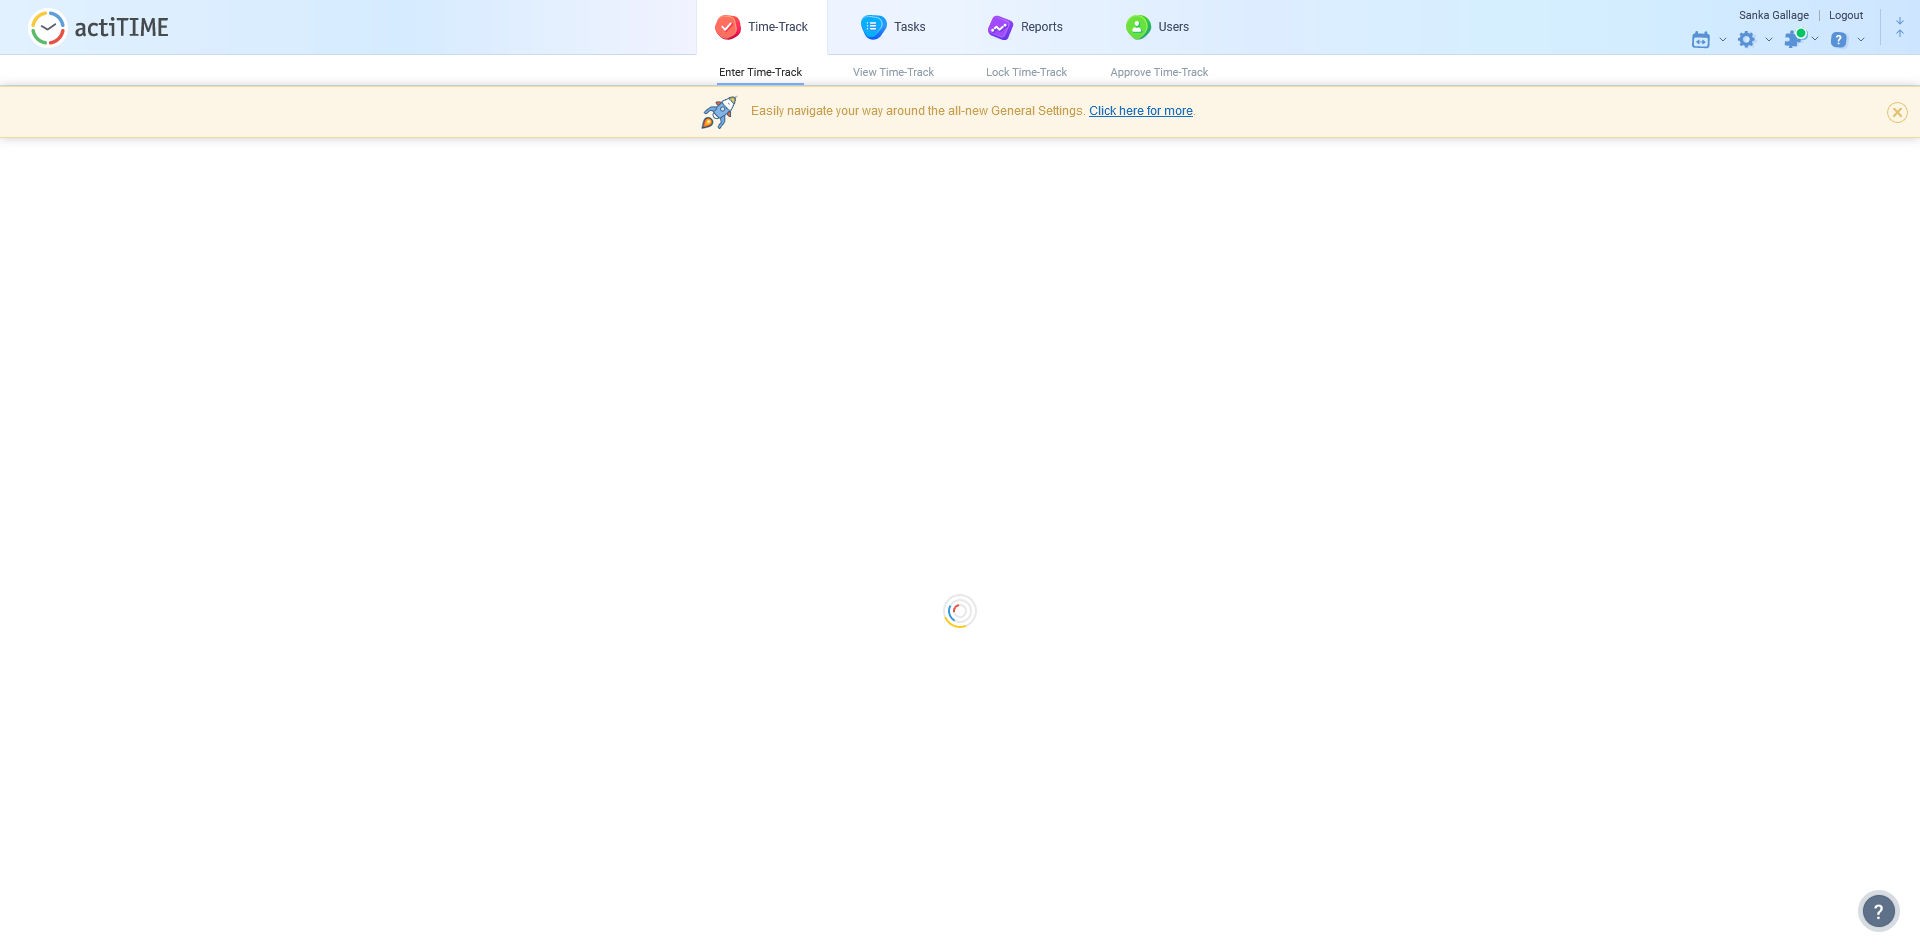 actiTIME
Time-Track
Tasks
Reports
Users
Sanka Gallage
Logout
Enter Time-Track
View Time-Track
Lock Time-Track
Approve Time-Track
Easily navigate your way around the all-new General Settings. Click here for more.
?
?